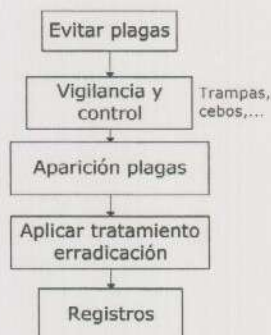 Evitar plagas
Vigilancia y
control
Trampas,
cebos,...
Aparición plagas
Aplicar tratamiento
erradicación
Registros